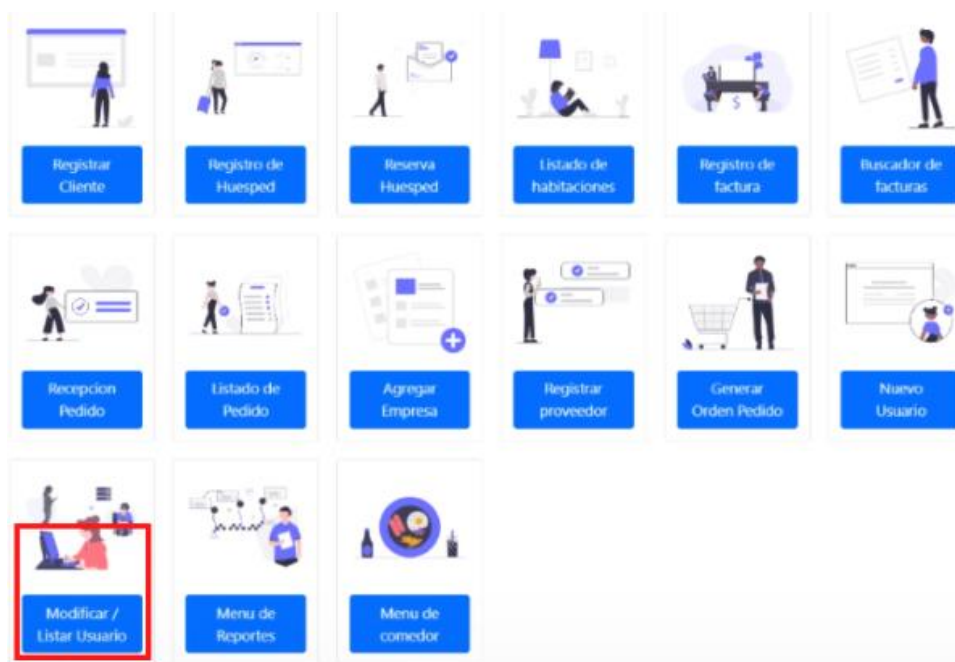 Registrar
Cliente
Registro de
Huesped
Reserva
Huesped
Listado de
habitaciones
Registro de
factura
Buscador de
facturas
Recepcion
Pedido
Listado de
Pedido
Agregar
Empresa
Registrar
proveedor
Generar
Orden Pedido
Nuevo
Usuario
Modificar /
Listar Usuario
Menu de
Reportes
Menu de
comedor